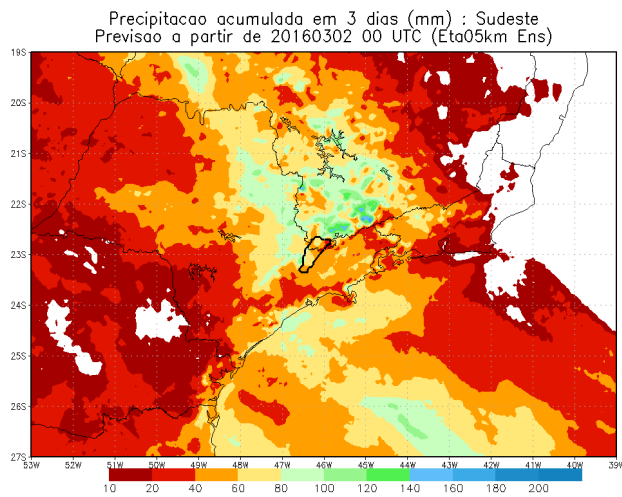 Precipitacao acumulada em 3 dias (mm) : Sudeste
Previsao a partir de 20160302 00 UTC (Eta05km Ens)
19S
20S
21S
22S
23S
24S
25S
26S
27S
53W 52W 51W 50W 49W 48W 47W 46W 45W 44W 43W 42W 41W 40W 39W
10 20 40 60 80 100 120 140 160 180 200